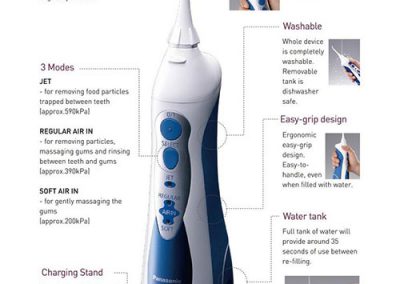 Washable
Whole device
is completely
washable.
Removable
tank is
dishwasher
safe.
3 Modes
JET
- for removing food particles
trapped between teeth
(approx.590kPa)
REGULAR AIR IN
- for removing particles,
massaging gums and rinsing
between teeth and gums
(approx.390kPa)
SOFT AIR IN
- for gently massaging the
gums
(approx.200kPa)
Easy-grip design
Ergonomic
easy-grip
design.
Easy-to-
handle, even
when filled with water.
Water tank
Full tank of water will
provide around 35
seconds of use between
re-filling.
Charging Stand
SELECT
JET
REGULAR
AIR IN
SOFT
Panasonic